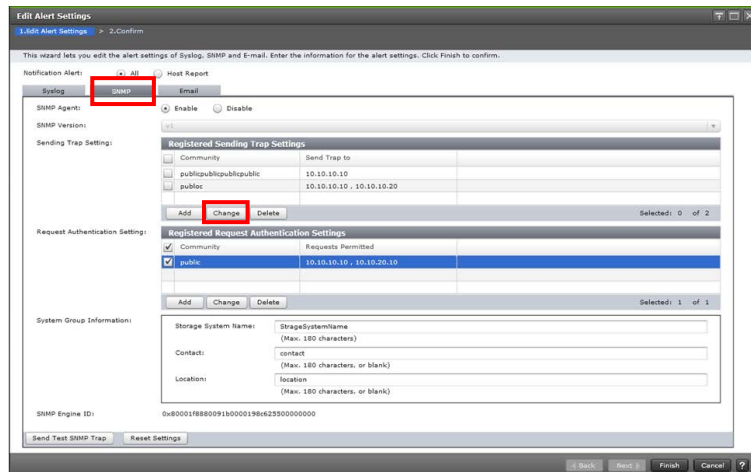 Edit Alert Settings
1.Edit Alert Settings > 2.Confirm
This wizard lets you edit the alert settings of Syslog, SNMP and E-mail. Enter the information for the alert settings. Click Finish to confirm.
Notification Alert: All Host Report
Syslog SNMP Email
SNMP Agent: Enable Disable
SNMP Version: v1
Sending Trap Setting: Registered Sending Trap Settings
Community Send Trap to
publicpublicpublicpublic 10.10.10.10
publoc 10.10.10.10 , 10.10.10.20
Add Change Delete Selected: 0 of 2
Request Authentication Setting: Registered Request Authentication Settings
Community Requests Permitted
public 10.10.10.10 , 10.10.20.10
Add Change Delete Selected: 1 of 1
System Group Information:
Storage System Name: StrageSystemName
(Max. 180 characters)
Contact: contact
(Max. 180 characters, or blank)
Location: location
(Max. 180 characters, or blank)
SNMP Engine ID: 0x80001f8880091b0000198c625500000000
Send Test SNMP Trap Reset Settings
Back Next Finish Cancel ?